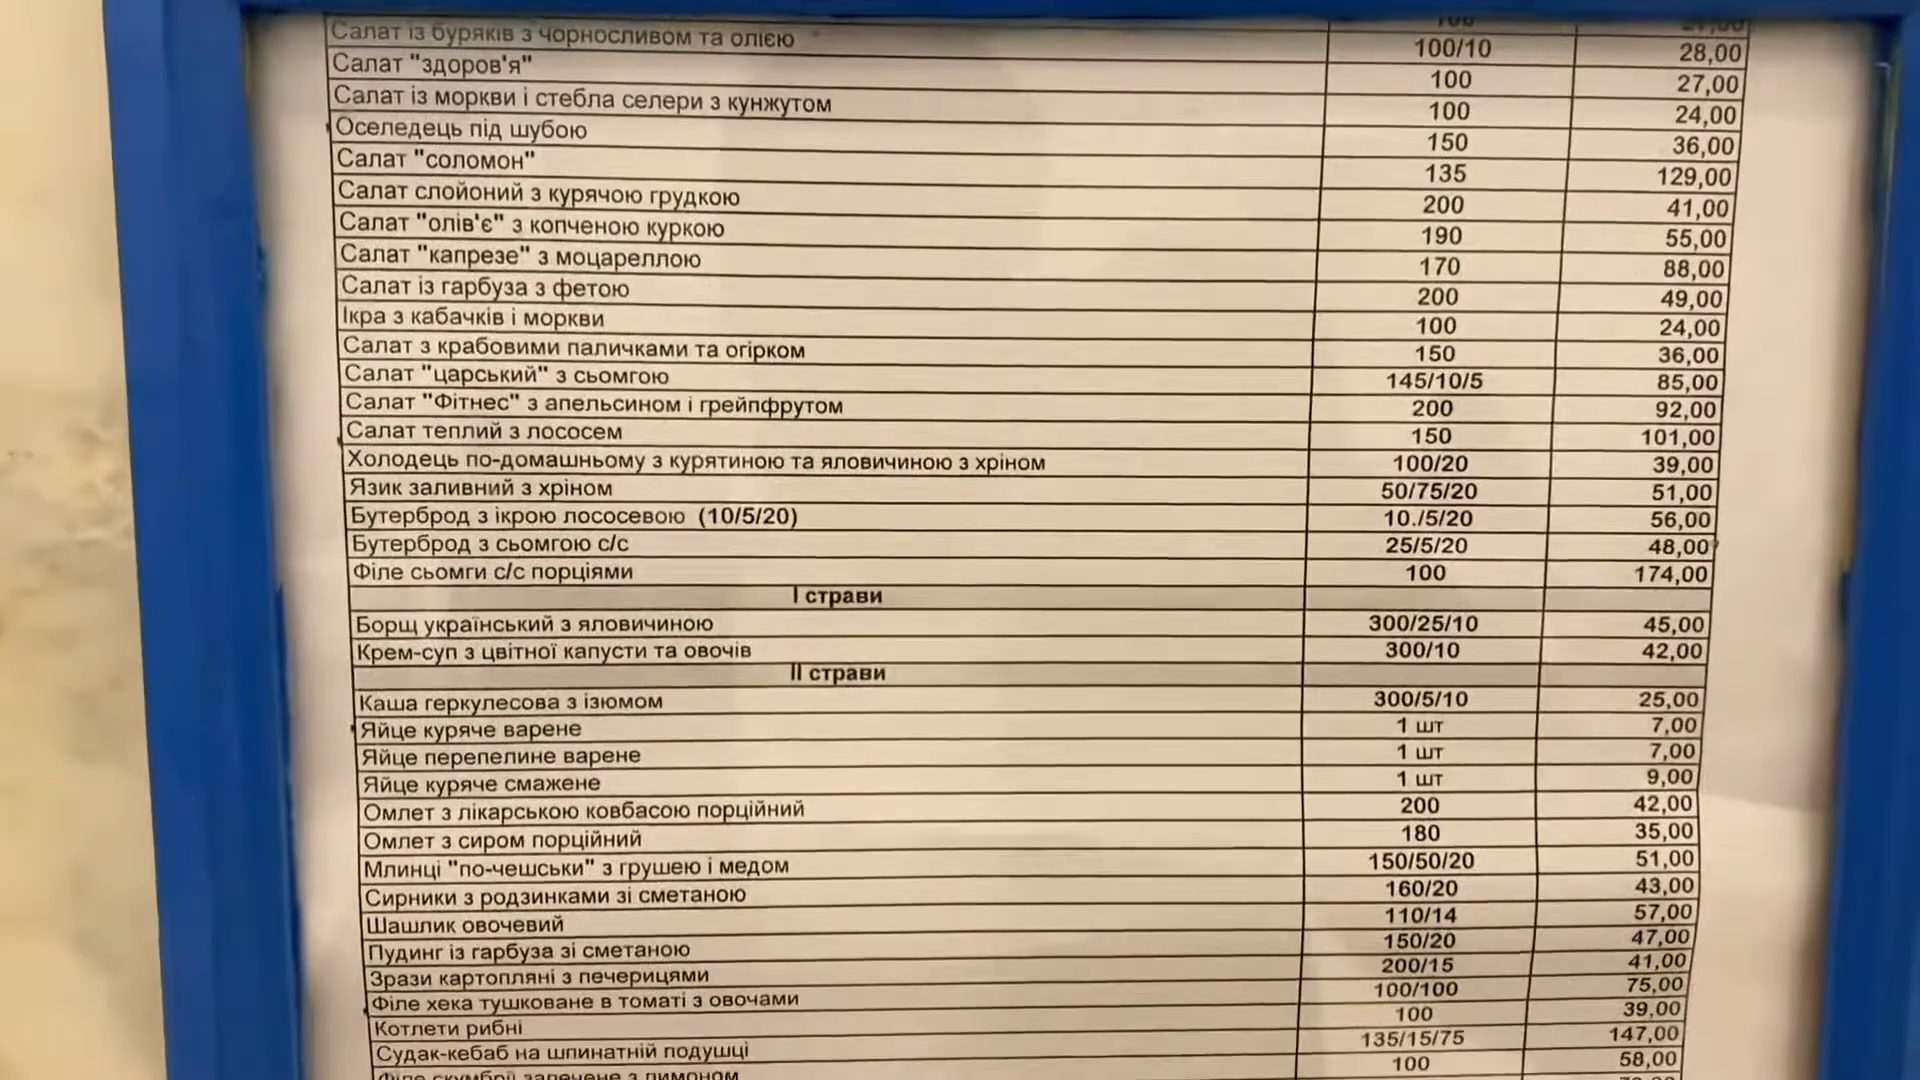 Салат із буряків з чорносливом та олією 100/10 28,00
Салат "здоров'я" 100 27,00
Салат із моркви і стебла селери з кунжутом 100 24,00
Оселедець під шубою 150 36,00
Салат "соломон" 135 129,00
Салат слойоний з курячою грудкою 200 41,00
Салат "олів'є" з копченою куркою 190 55,00
Салат "капрезе" з моцареллою 170 88,00
Салат із гарбуза з фетою 200 49,00
Ікра з кабачків і моркви 100 24,00
Салат з крабовими паличками та огірком 150 36,00
Салат "царський" з сьомгою 145/10/5 85,00
Салат "Фітнес" з апельсином і грейпфрутом 200 92,00
Салат теплий з лососем 150 101,00
Холодець по-домашньому з курятиною та яловичиною з хріном 100/20 39,00
Язик заливний з хріном 50/75/20 51,00
Бутерброд з ікрою лососевою (10/5/20) 10./5/20 56,00
Бутерброд з сьомгою с/с 25/5/20 48,00
Філе сьомги с/с порціями 100 174,00
І страви
Борщ український з яловичиною 300/25/10 45,00
Крем-суп з цвітної капусти та овочів 300/10 42,00
ІІ страви
Каша геркулесова з ізюмом 300/5/10 25,00
Яйце куряче варене 1 шт 7,00
Яйце перепелине варене 1 шт 7,00
Яйце куряче смажене 1 шт 9,00
Омлет з лікарською ковбасою порційний 200 42,00
Омлет з сиром порційний 180 35,00
Млинці "по-чешськи" з грушею і медом 150/50/20 51,00
Сирники з родзинками зі сметаною 160/20 43,00
Шашлик овочевий 110/14 57,00
Пудинг із гарбуза зі сметаною 150/20 47,00
Зрази картопляні з печерицями 200/15 41,00
Філе хека тушковане в томаті з овочами 100/100 75,00
Котлети рибні 100 39,00
Судак-кебаб на шпинатній подушці 135/15/75 147,00
Філе скумбрії запечене з лимоном 100 58,00